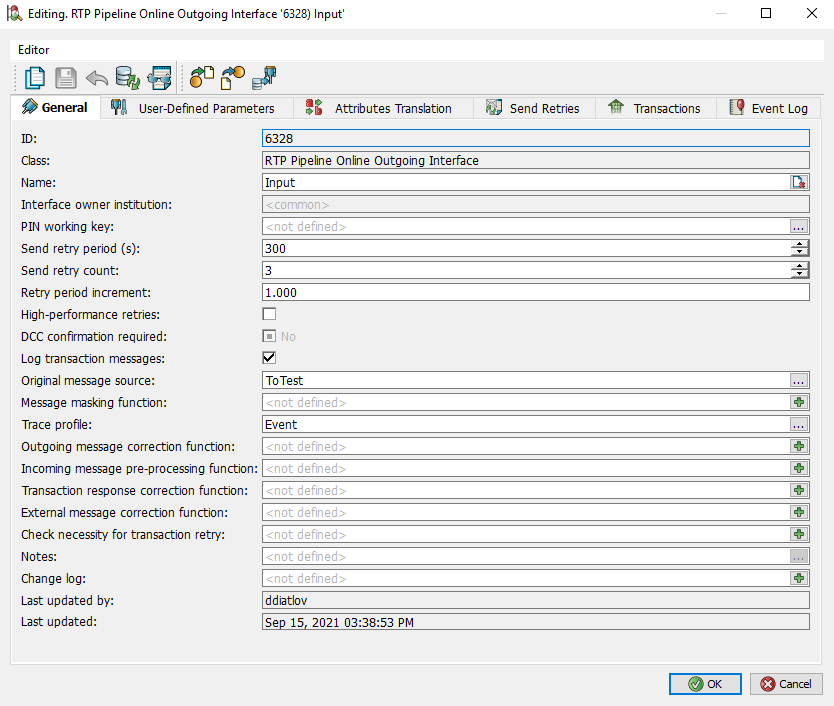 Editing. RTP Pipeline Online Outgoing Interface '6328) Input'
Editor
General User-Defined Parameters Attributes Translation Send Retries Transactions Event Log
ID: 6328
Class: RTP Pipeline Online Outgoing Interface
Name: Input
Interface owner institution: <common>
PIN working key: <not defined> ...
Send retry period (s): 300
Send retry count: 3
Retry period increment: 1.000
High-performance retries:
DCC confirmation required: No
Log transaction messages:
Original message source: ToTest ...
Message masking function: <not defined>
Trace profile: Event ...
Outgoing message correction function: <not defined>
Incoming message pre-processing function: <not defined>
Transaction response correction function: <not defined>
External message correction function: <not defined>
Check necessity for transaction retry: <not defined>
Notes: <not defined> ...
Change log: <not defined>
Last updated by: ddiatlov
Last updated: Sep 15, 2021 03:38:53 PM
OK Cancel